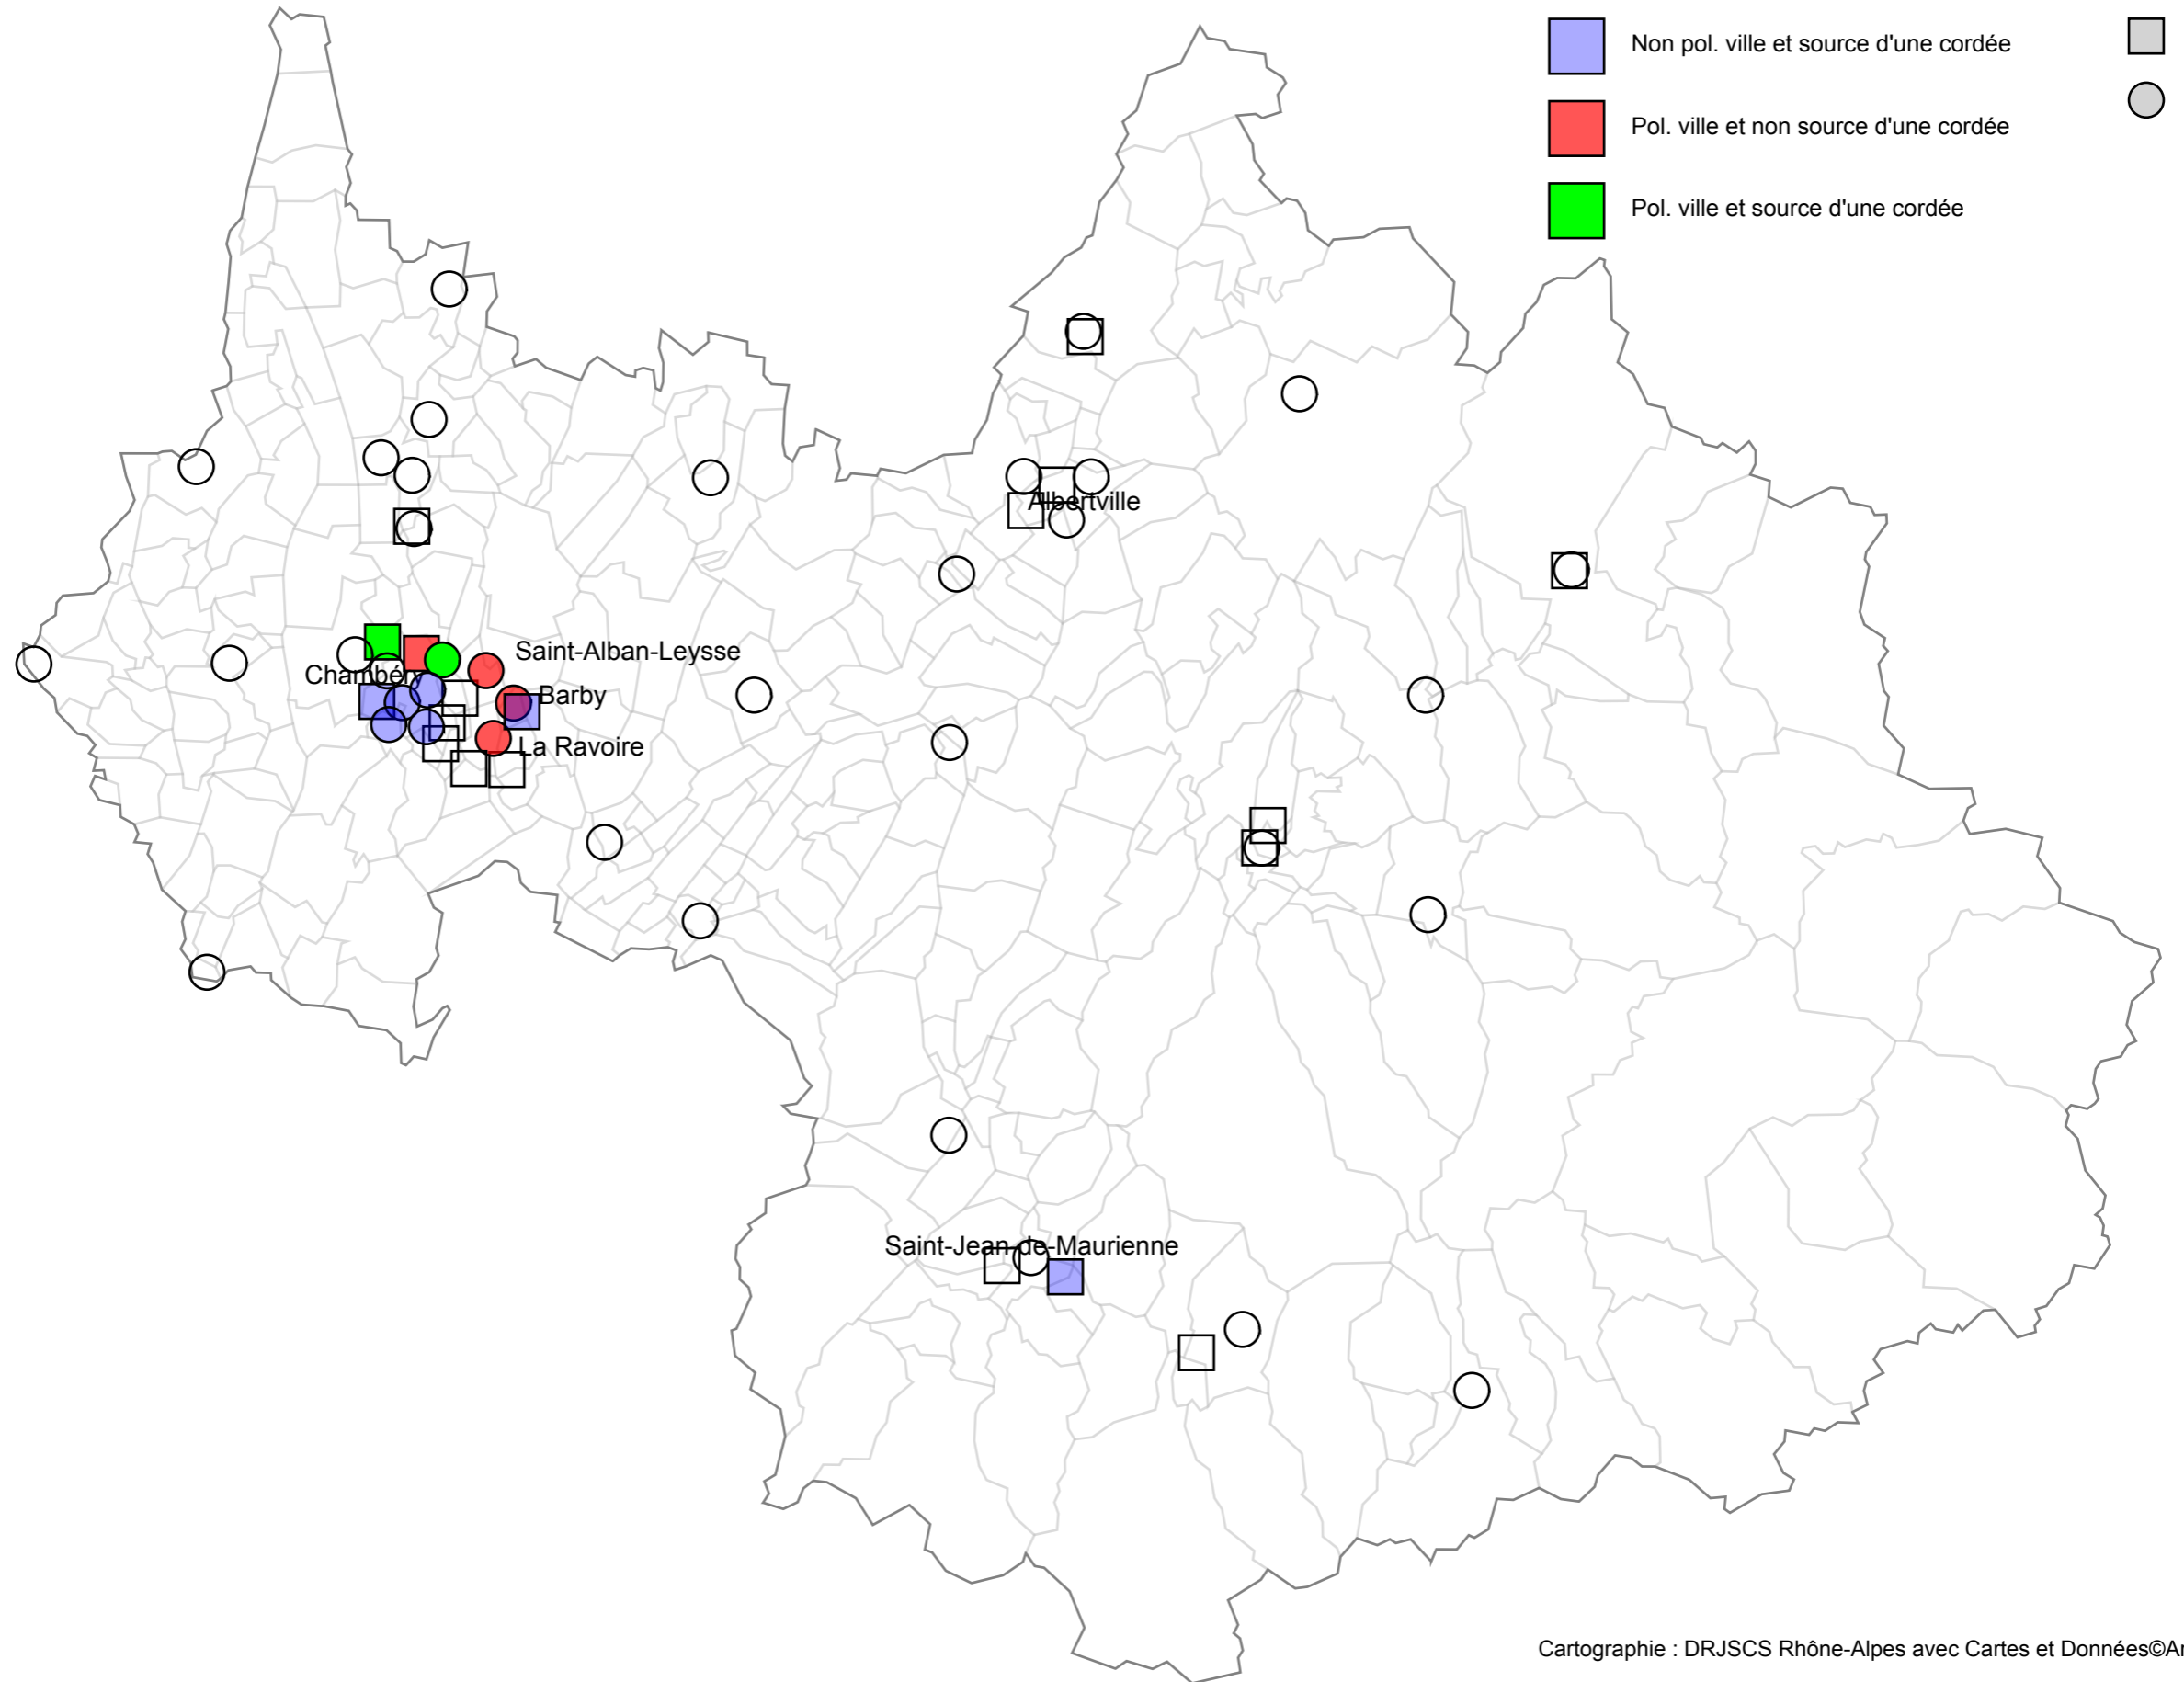 Non pol. ville et source d'une cordée
Pol. ville et non source d'une cordée
Pol. ville et source d'une cordée
Albertville
Saint-Alban-Leysse
Chambéry
Barby
La Ravoire
Saint-Jean-de-Maurienne
Cartographie : DRJSCS Rhône-Alpes avec Cartes et Données©Ar